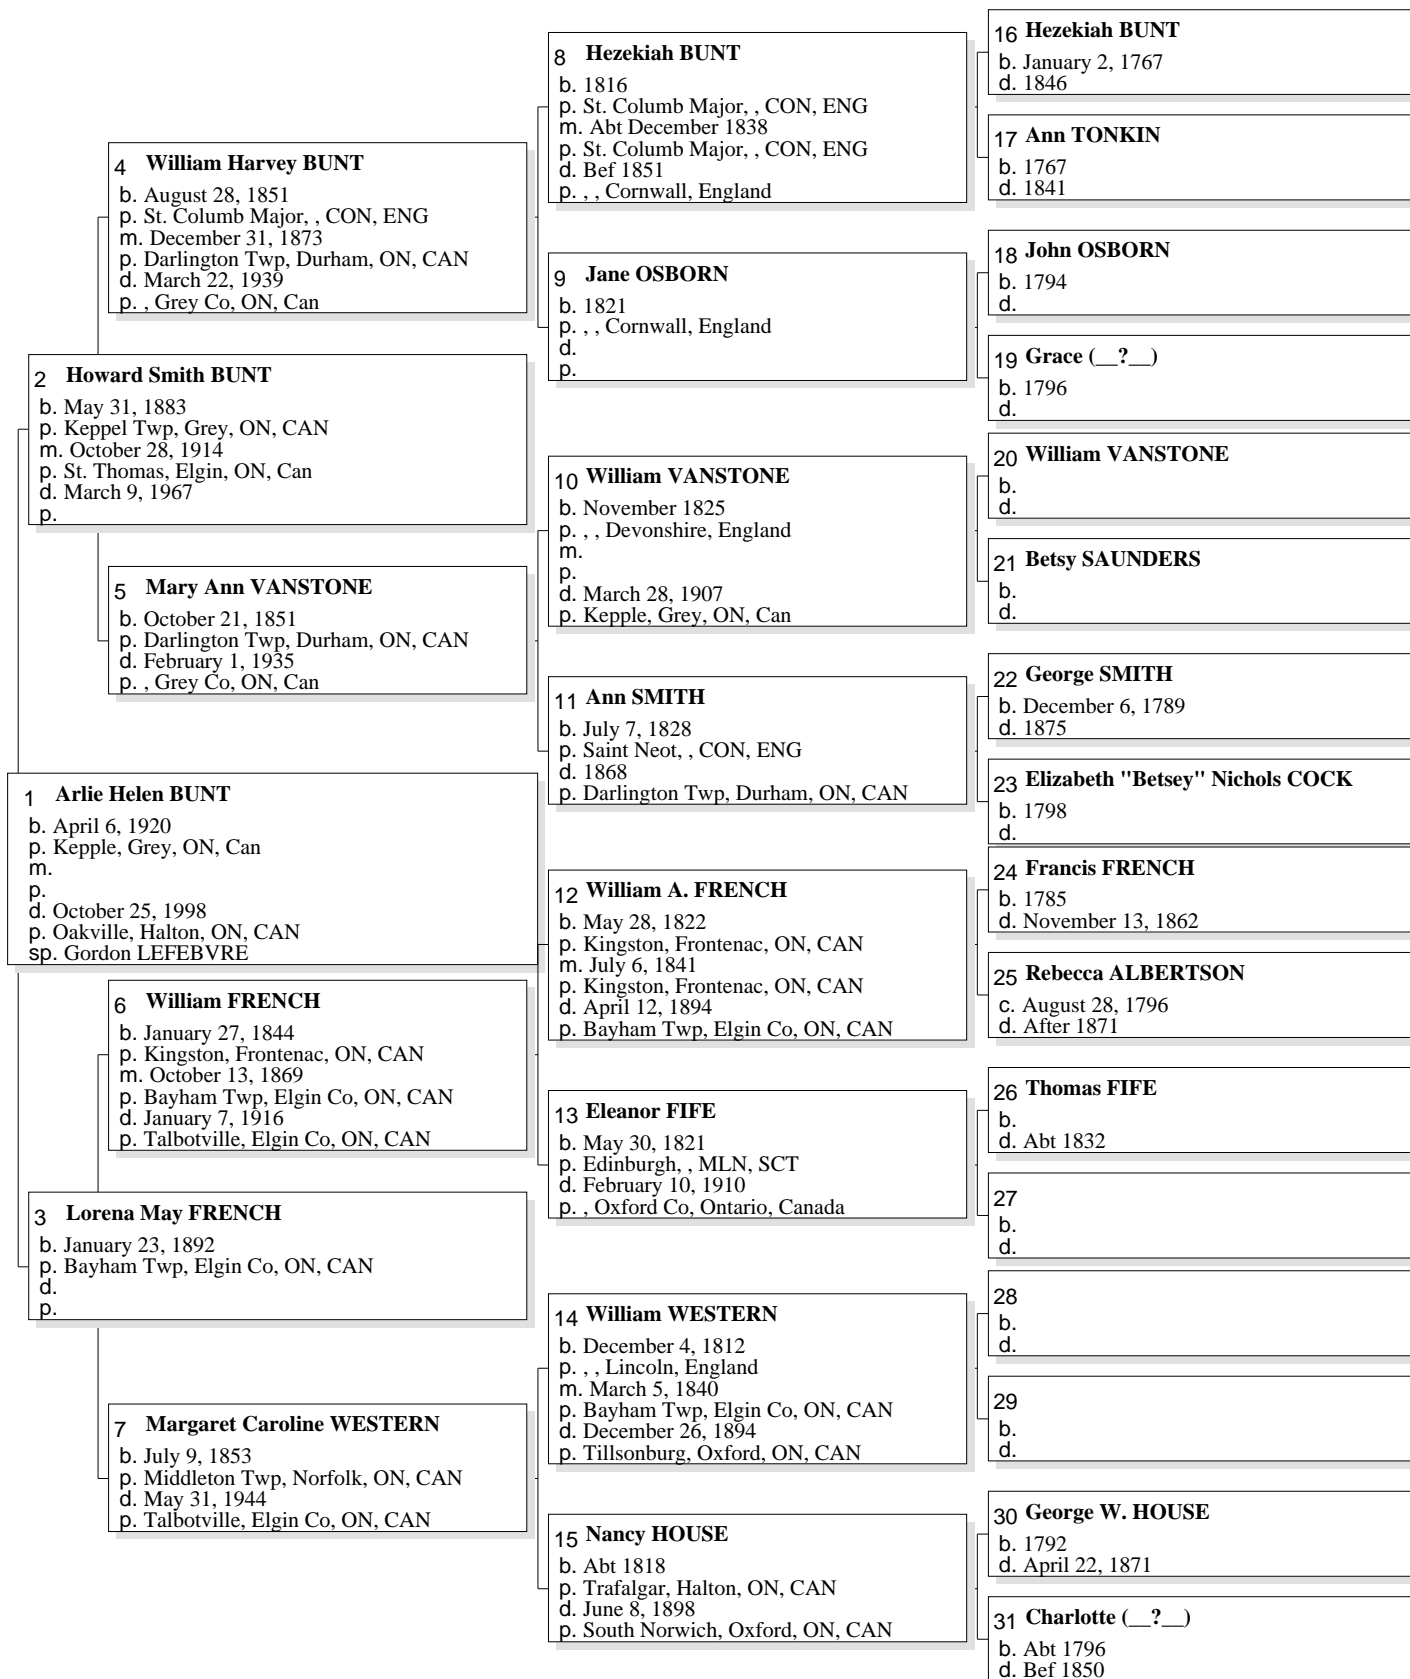 1 Arlie Helen BUNT
b. April 6, 1920
p. Kepple, Grey, ON, Can
m.
p.
d. October 25, 1998
p. Oakville, Halton, ON, CAN
sp. Gordon LEFEBVRE
2 Howard Smith BUNT
b. May 31, 1883
p. Keppel Twp, Grey, ON, CAN
m. October 28, 1914
p. St. Thomas, Elgin, ON, Can
d. March 9, 1967
p.
3 Lorena May FRENCH
b. January 23, 1892
p. Bayham Twp, Elgin Co, ON, CAN
d.
p.
4 William Harvey BUNT
b. August 28, 1851
p. St. Columb Major, , CON, ENG
m. December 31, 1873
p. Darlington Twp, Durham, ON, CAN
d. March 22, 1939
p. , Grey Co, ON, Can
5 Mary Ann VANSTONE
b. October 21, 1851
p. Darlington Twp, Durham, ON, CAN
d. February 1, 1935
p. , Grey Co, ON, Can
6 William FRENCH
b. January 27, 1844
p. Kingston, Frontenac, ON, CAN
m. October 13, 1869
p. Bayham Twp, Elgin Co, ON, CAN
d. January 7, 1916
p. Talbotville, Elgin Co, ON, CAN
7 Margaret Caroline WESTERN
b. July 9, 1853
p. Middleton Twp, Norfolk, ON, CAN
d. May 31, 1944
p. Talbotville, Elgin Co, ON, CAN
8 Hezekiah BUNT
b. 1816
p. St. Columb Major, , CON, ENG
m. Abt December 1838
p. St. Columb Major, , CON, ENG
d. Bef 1851
p. , , Cornwall, England
9 Jane OSBORN
b. 1821
p. , , Cornwall, England
d.
p.
10 William VANSTONE
b. November 1825
p. , , Devonshire, England
m.
p.
d. March 28, 1907
p. Kepple, Grey, ON, Can
11 Ann SMITH
b. July 7, 1828
p. Saint Neot, , CON, ENG
d. 1868
p. Darlington Twp, Durham, ON, CAN
12 William A. FRENCH
b. May 28, 1822
p. Kingston, Frontenac, ON, CAN
m. July 6, 1841
p. Kingston, Frontenac, ON, CAN
d. April 12, 1894
p. Bayham Twp, Elgin Co, ON, CAN
13 Eleanor FIFE
b. May 30, 1821
p. Edinburgh, , MLN, SCT
d. February 10, 1910
p. , Oxford Co, Ontario, Canada
14 William WESTERN
b. December 4, 1812
p. , , Lincoln, England
m. March 5, 1840
p. Bayham Twp, Elgin Co, ON, CAN
d. December 26, 1894
p. Tillsonburg, Oxford, ON, CAN
15 Nancy HOUSE
b. Abt 1818
p. Trafalgar, Halton, ON, CAN
d. June 8, 1898
p. South Norwich, Oxford, ON, CAN
16 Hezekiah BUNT
b. January 2, 1767
d. 1846
17 Ann TONKIN
b. 1767
d. 1841
18 John OSBORN
b. 1794
d.
19 Grace (__?__)
b. 1796
d.
20 William VANSTONE
b.
d.
21 Betsy SAUNDERS
b.
d.
22 George SMITH
b. December 6, 1789
d. 1875
23 Elizabeth "Betsey" Nichols COCK
b. 1798
d.
24 Francis FRENCH
b. 1785
d. November 13, 1862
25 Rebecca ALBERTSON
c. August 28, 1796
d. After 1871
26 Thomas FIFE
b.
d. Abt 1832
27
b.
d.
28
b.
d.
29
b.
d.
30 George W. HOUSE
b. 1792
d. April 22, 1871
31 Charlotte (__?__)
b. Abt 1796
d. Bef 1850